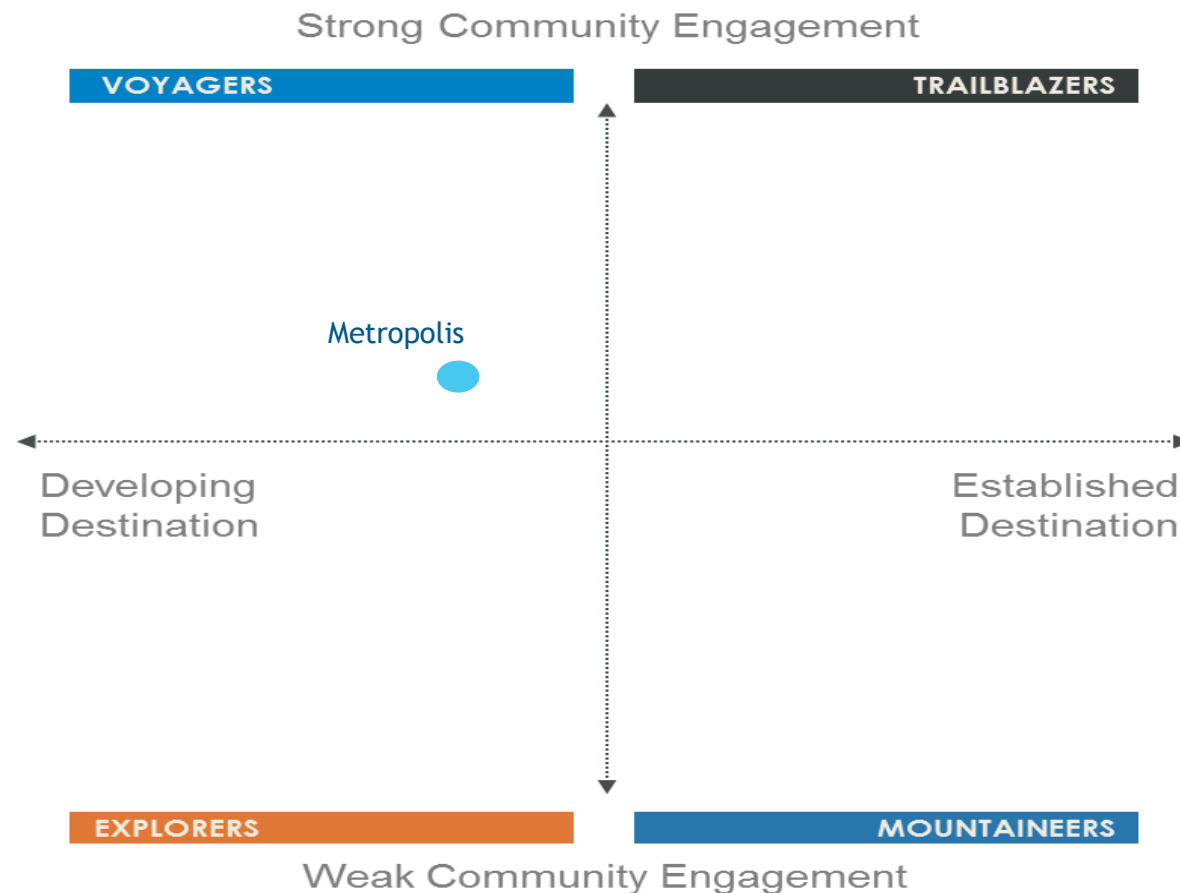 Strong Community Engagement
VOYAGERS
TRAILBLAZERS
Metropolis
Developing
Destination
Established
Destination
EXPLORERS
MOUNTAINEERS
Weak Community Engagement